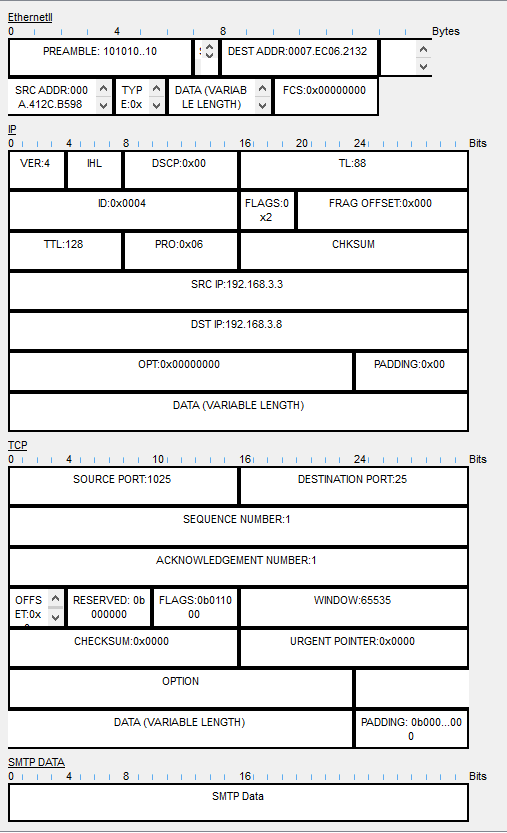 EthernetII
0 4 8 Bytes
PREAMBLE: 101010..10
DEST ADDR:0007.EC06.2132
SRC ADDR:000
A.412C.B598
TYP
E:0x
DATA (VARIAB
LE LENGTH)
FCS:0x00000000
IP
0 4 8 16 20 24 Bits
VER:4 IHL DSCP:0x00 TL:88
ID:0x0004
FLAGS:0
x2
FRAG OFFSET:0x000
TTL:128 PRO:0x06 CHKSUM
SRC IP:192.168.3.3
DST IP:192.168.3.8
OPT:0x00000000 PADDING:0x00
DATA (VARIABLE LENGTH)
TCP
0 4 10 16 24 Bits
SOURCE PORT:1025 DESTINATION PORT:25
SEQUENCE NUMBER:1
ACKNOWLEDGEMENT NUMBER:1
OFFS
ET:0x
RESERVED: 0b
000000
FLAGS:0b0110
00
WINDOW:65535
CHECKSUM:0x0000 URGENT POINTER:0x0000
OPTION
DATA (VARIABLE LENGTH)
PADDING: 0b000...00
0
SMTP DATA
0 4 8 16 Bits
SMTP Data